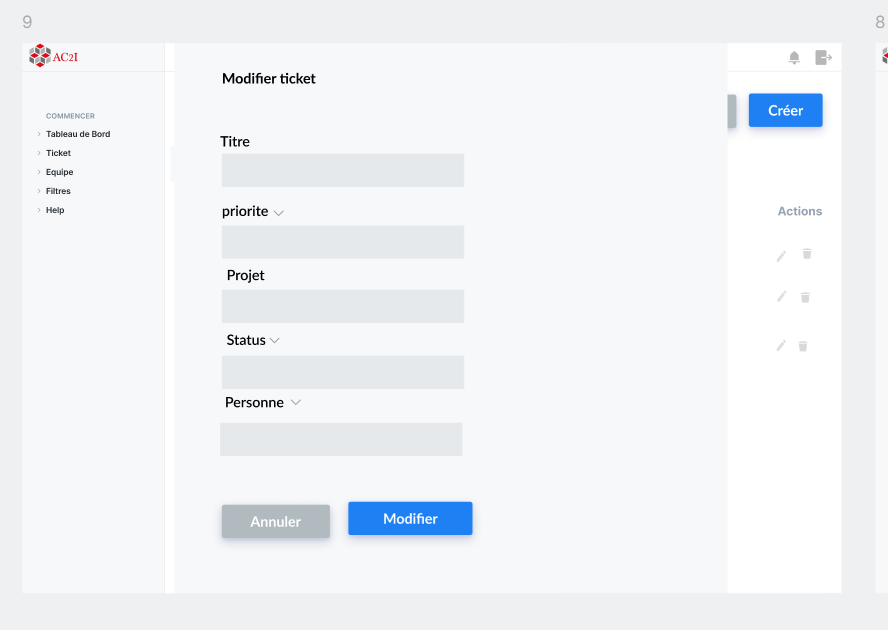 9
8
AC2I
Modifier ticket
Créer
COMMENCER
Tableau de Bord
Ticket
Equipe
Filtres
Help
Titre
priorite
Projet
Status
Personne
Actions
Annuler
Modifier